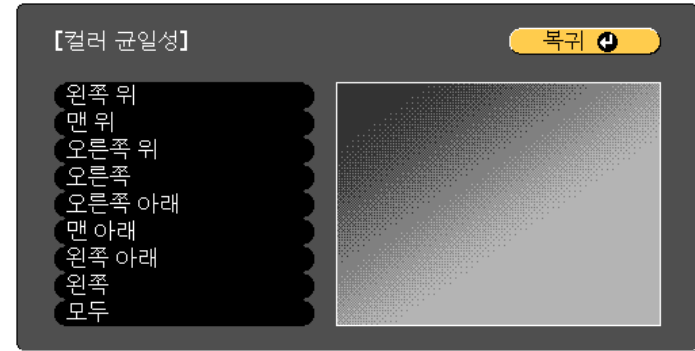 [컬러 균일성]
복귀
왼쪽 위
맨 위
오른쪽 위
오른쪽
오른쪽 아래
맨 아래
왼쪽 아래
왼쪽
모두